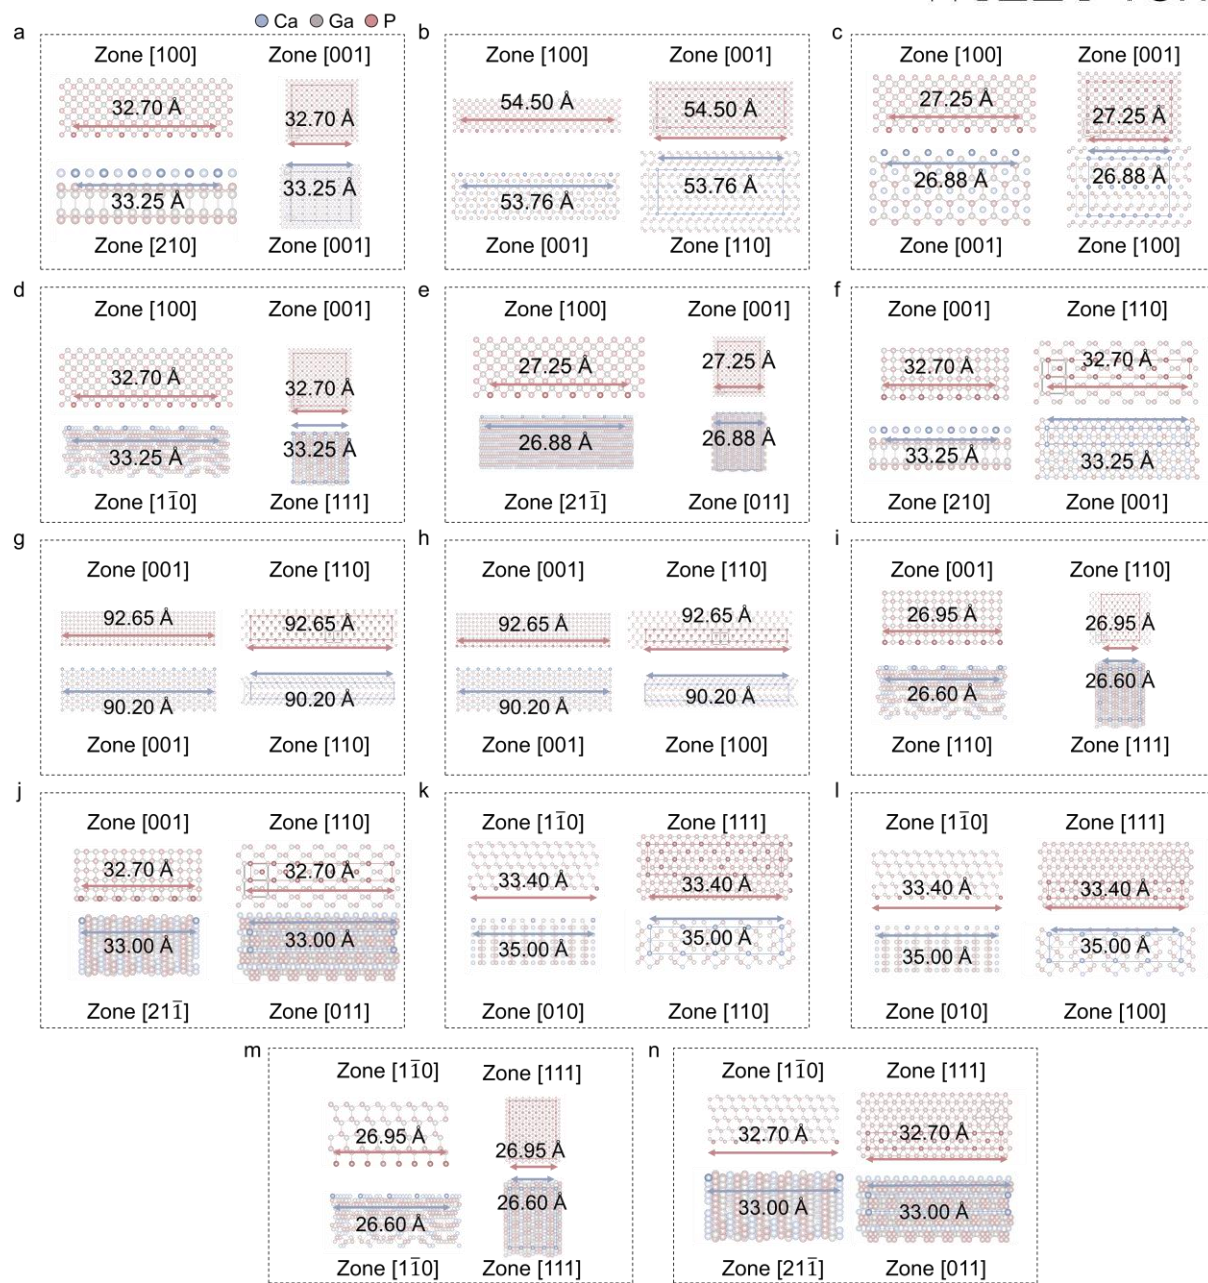 Ca Ga P
a
Zone [100] Zone [001]
32.70 Å 32.70 Å
33.25 Å 33.25 Å
Zone [210] Zone [001]
b
Zone [100] Zone [001]
54.50 Å 54.50 Å
53.76 Å 53.76 Å
Zone [001] Zone [110]
c
Zone [100] Zone [001]
27.25 Å 27.25 Å
26.88 Å 26.88 Å
Zone [001] Zone [100]
d
Zone [100] Zone [001]
32.70 Å 32.70 Å
33.25 Å 33.25 Å
Zone [11̅0] Zone [111]
e
Zone [100] Zone [001]
27.25 Å 27.25 Å
26.88 Å 26.88 Å
Zone [211̅] Zone [011]
f
Zone [001] Zone [110]
32.70 Å 32.70 Å
33.25 Å 33.25 Å
Zone [210] Zone [001]
g
Zone [001] Zone [110]
92.65 Å 92.65 Å
90.20 Å 90.20 Å
Zone [001] Zone [110]
h
Zone [001] Zone [110]
92.65 Å 92.65 Å
90.20 Å 90.20 Å
Zone [001] Zone [100]
i
Zone [001] Zone [110]
26.95 Å 26.95 Å
26.60 Å 26.60 Å
Zone [110] Zone [111]
j
Zone [001] Zone [110]
32.70 Å 32.70 Å
33.00 Å 33.00 Å
Zone [211̅] Zone [011]
k
Zone [11̅0] Zone [111]
33.40 Å 33.40 Å
35.00 Å 35.00 Å
Zone [010] Zone [110]
l
Zone [11̅0] Zone [111]
33.40 Å 33.40 Å
35.00 Å 35.00 Å
Zone [010] Zone [100]
m
Zone [11̅0] Zone [111]
26.95 Å 26.95 Å
26.60 Å 26.60 Å
Zone [11̅0] Zone [111]
n
Zone [11̅0] Zone [111]
32.70 Å 32.70 Å
33.00 Å 33.00 Å
Zone [211̅] Zone [011]